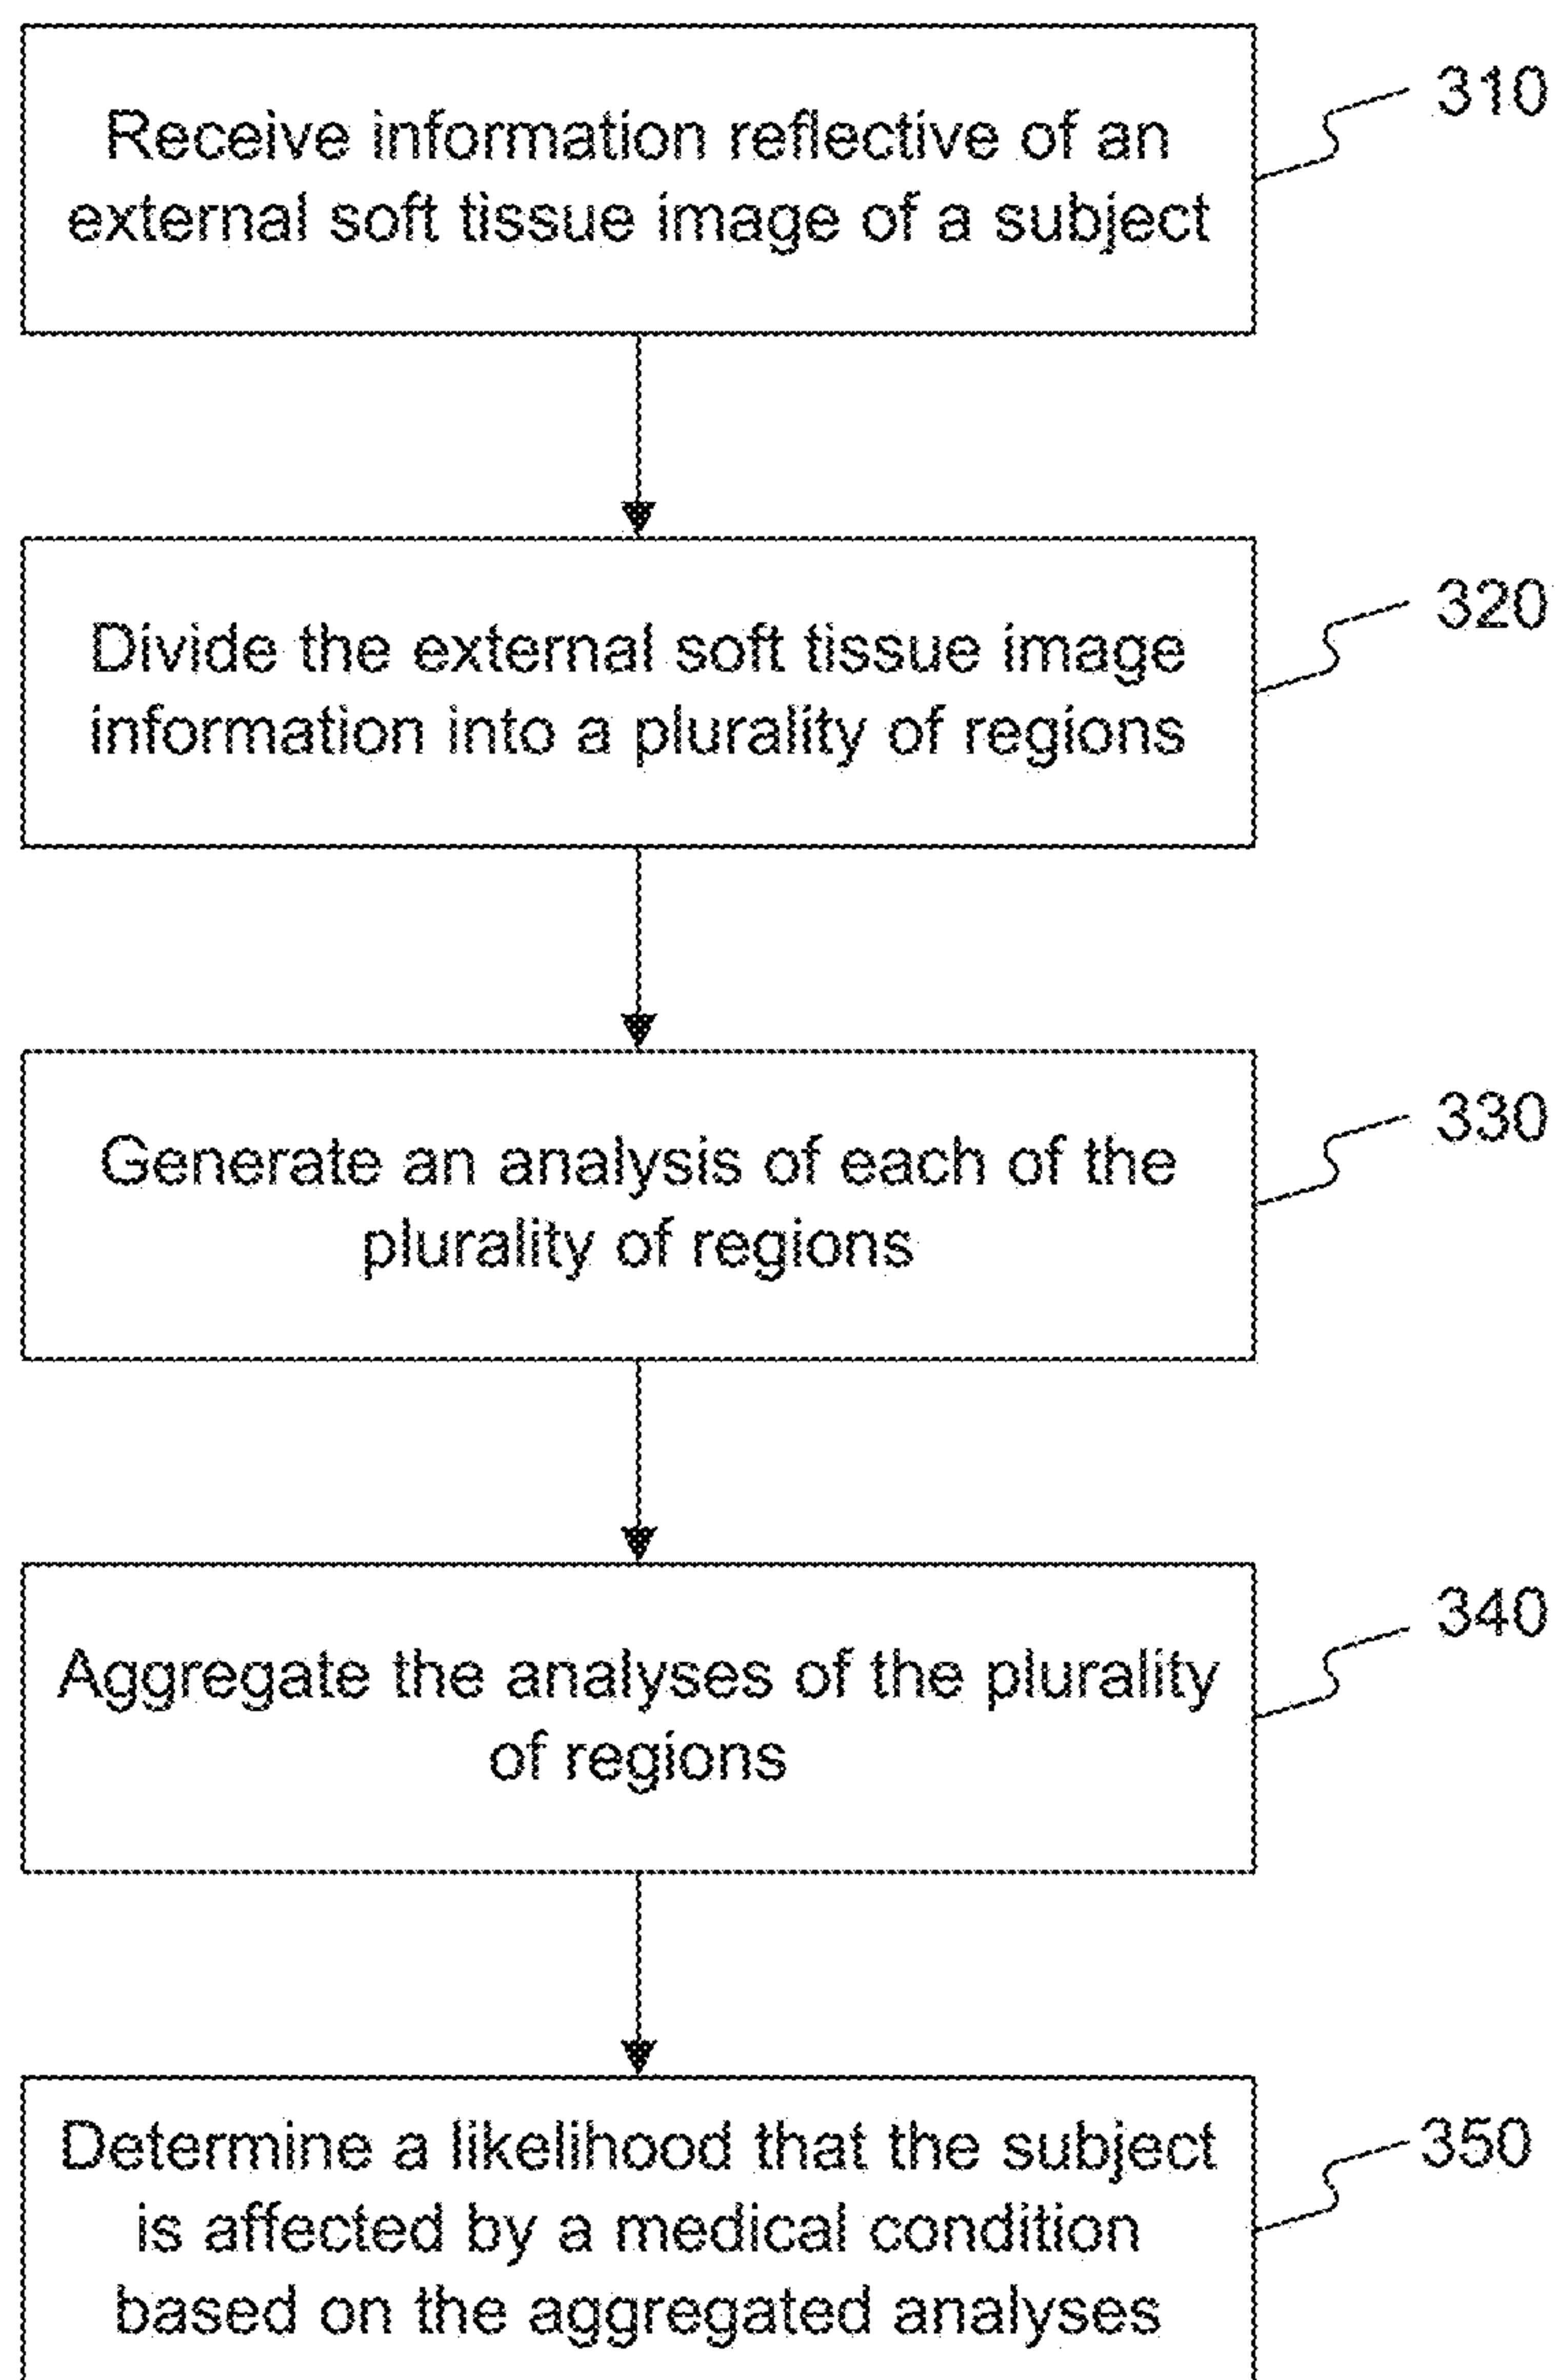 Receive information reflective of an
external soft tissue image of a subject
310
Divide the external soft tissue image
information into a plurality of regions
320
Generate an analysis of each of the
plurality of regions
330
Aggregate the analyses of the plurality
of regions
340
Determine a likelihood that the subject
is affected by a medical condition
based on the aggregated analyses
350